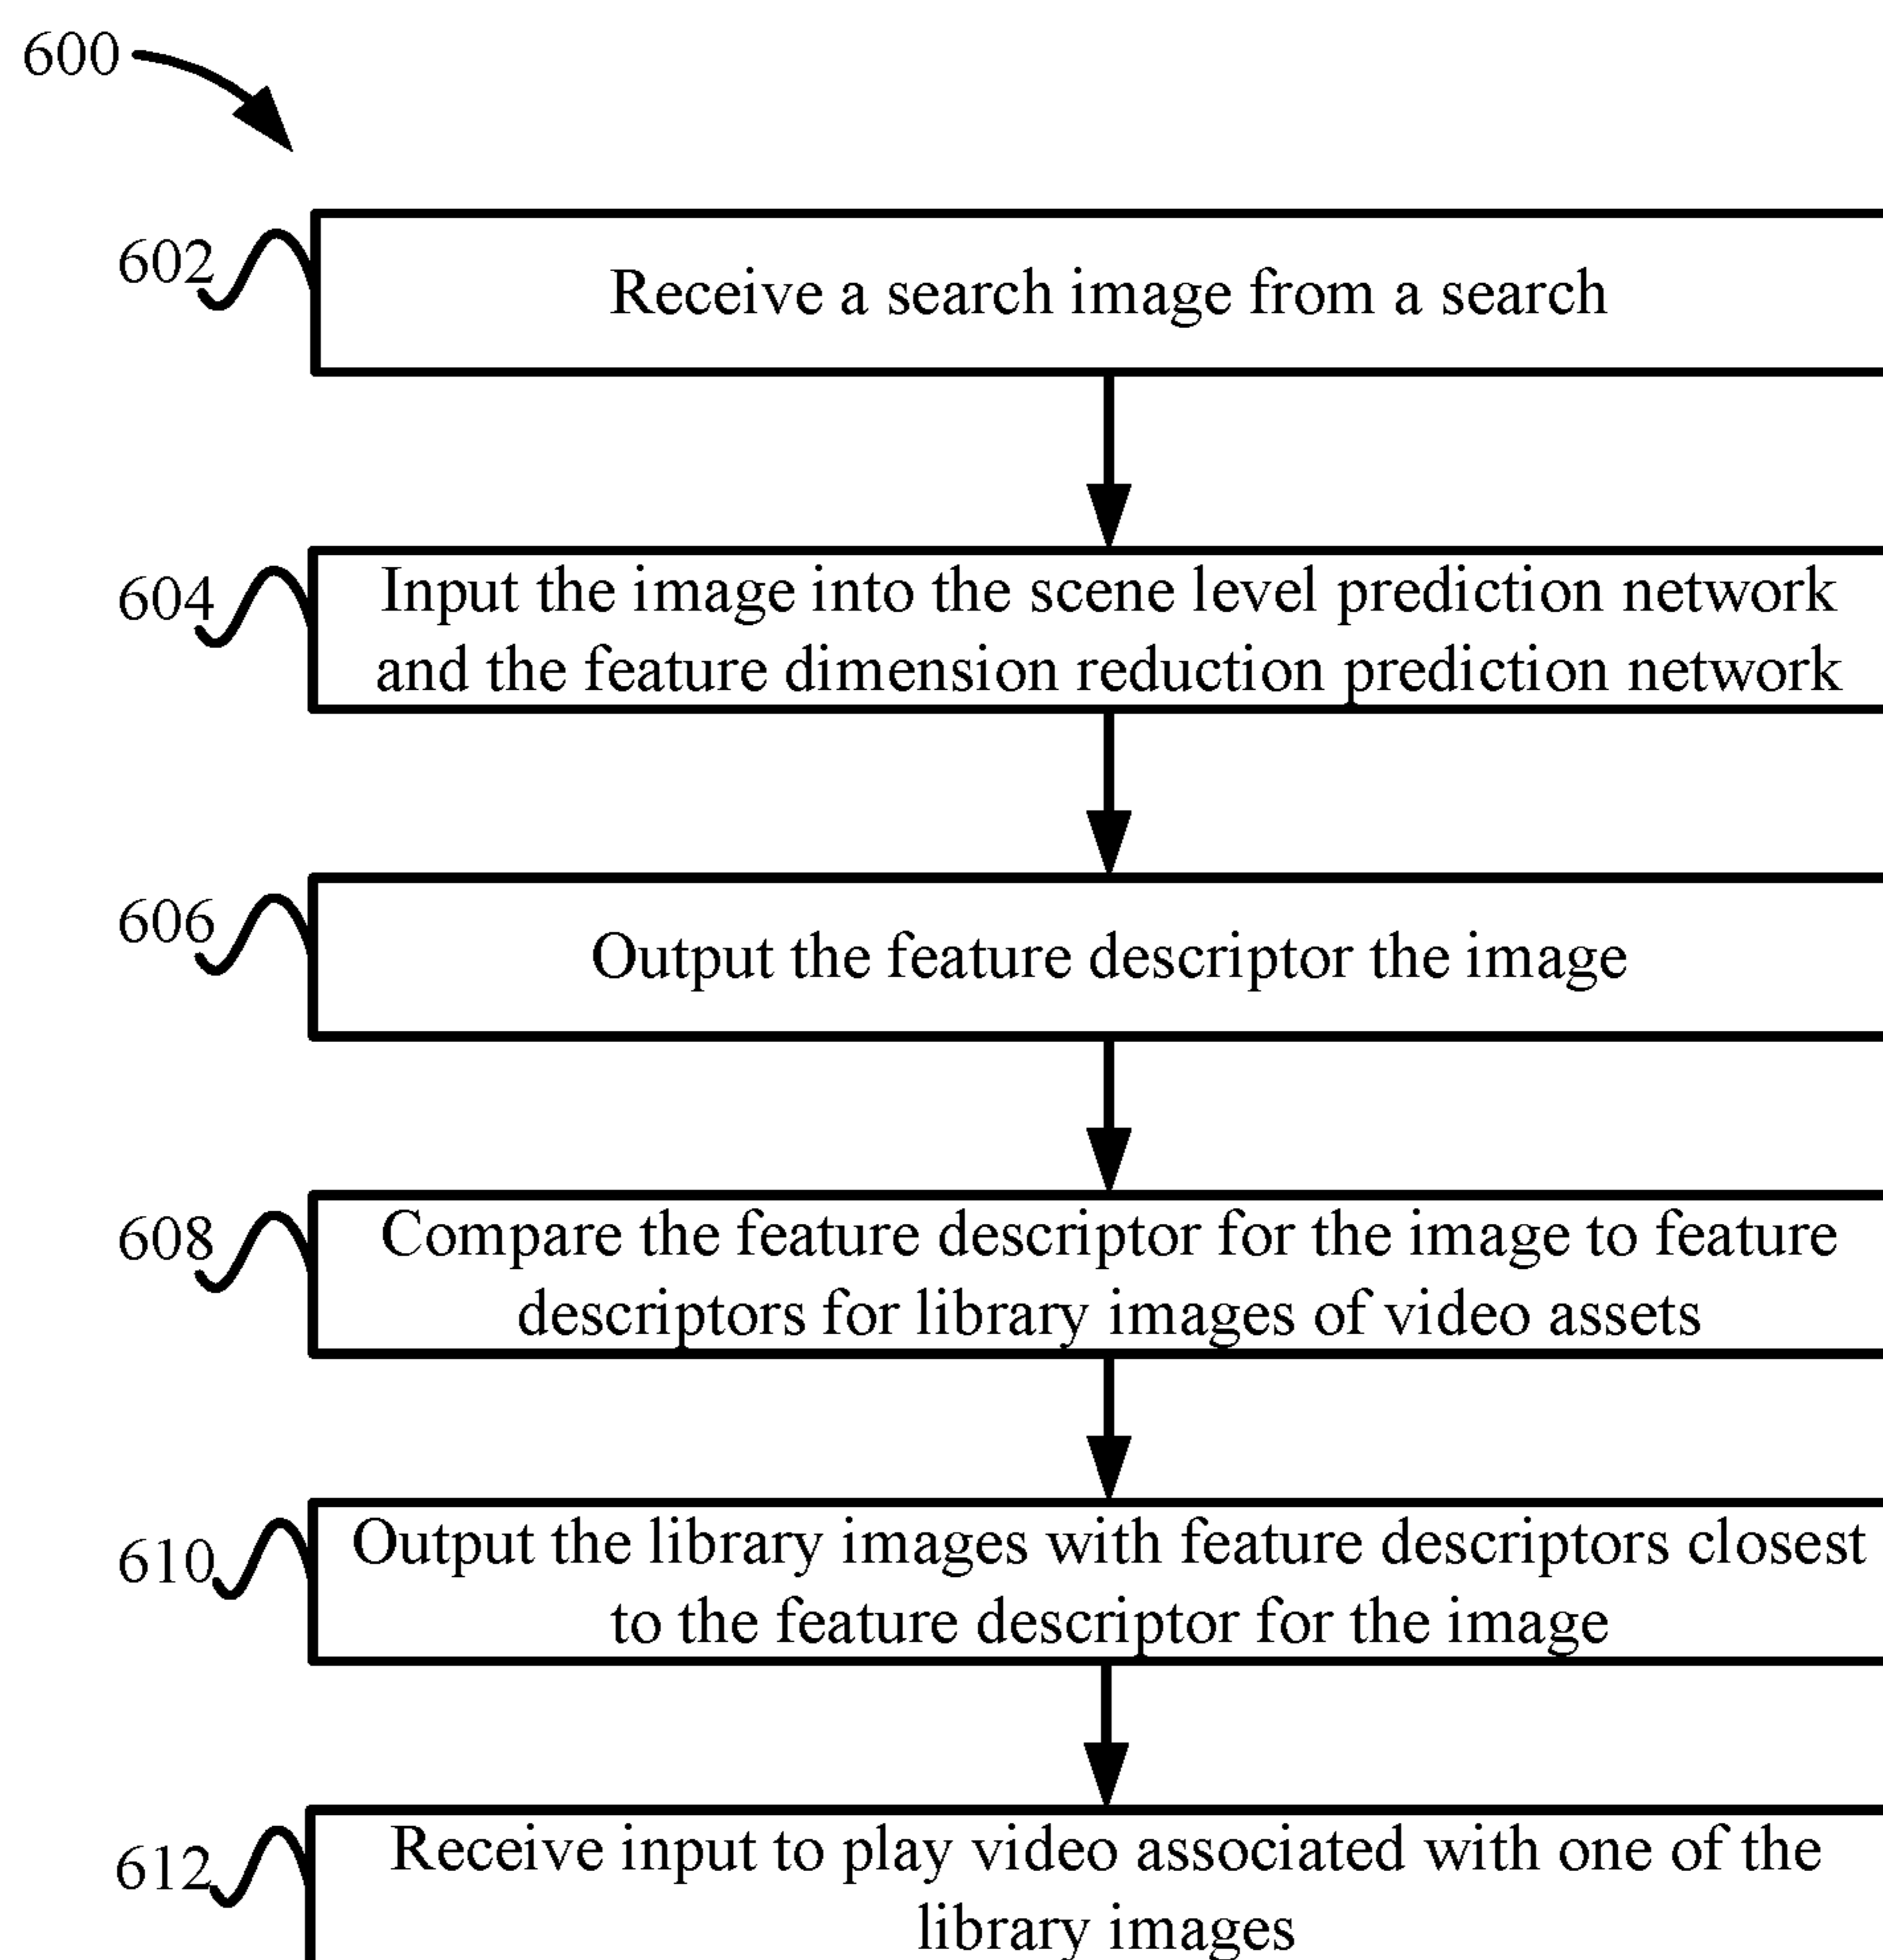 600
602
Receive a search image from a search
604
Input the image into the scene level prediction network
and the feature dimension reduction prediction network
606
Output the feature descriptor the image
608
Compare the feature descriptor for the image to feature
descriptors for library images of video assets
610
Output the library images with feature descriptors closest
to the feature descriptor for the image
612
Receive input to play video associated with one of the
library images